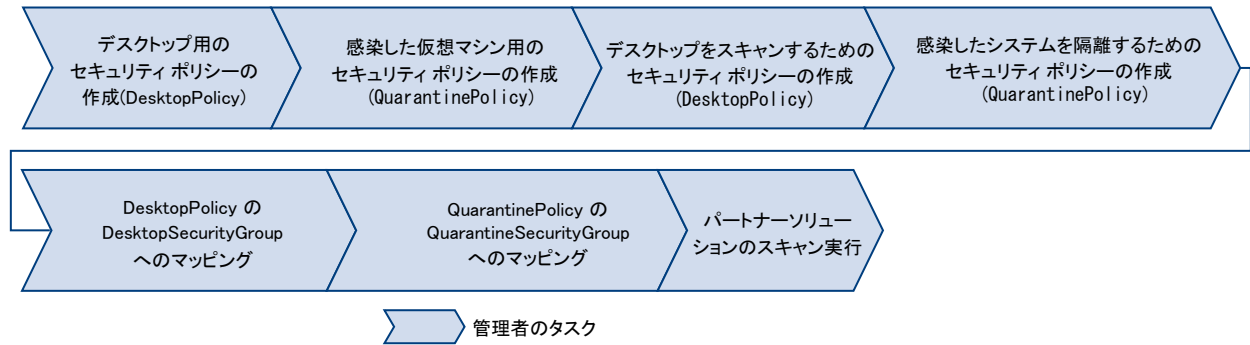 デスクトップ用の
セキュリティ ポリシーの
作成(DesktopPolicy)
感染した仮想マシン用の
セキュリティ ポリシーの作成
(QuarantinePolicy)
デスクトップをスキャンするための
セキュリティ ポリシーの作成
(DesktopPolicy)
感染したシステムを隔離するための
セキュリティ ポリシーの作成
(QuarantinePolicy)
DesktopPolicy の
DesktopSecurityGroup
へのマッピング
QuarantinePolicy の
QuarantineSecurityGroup
へのマッピング
パートナーソリュー
ションのスキャン実行
管理者のタスク